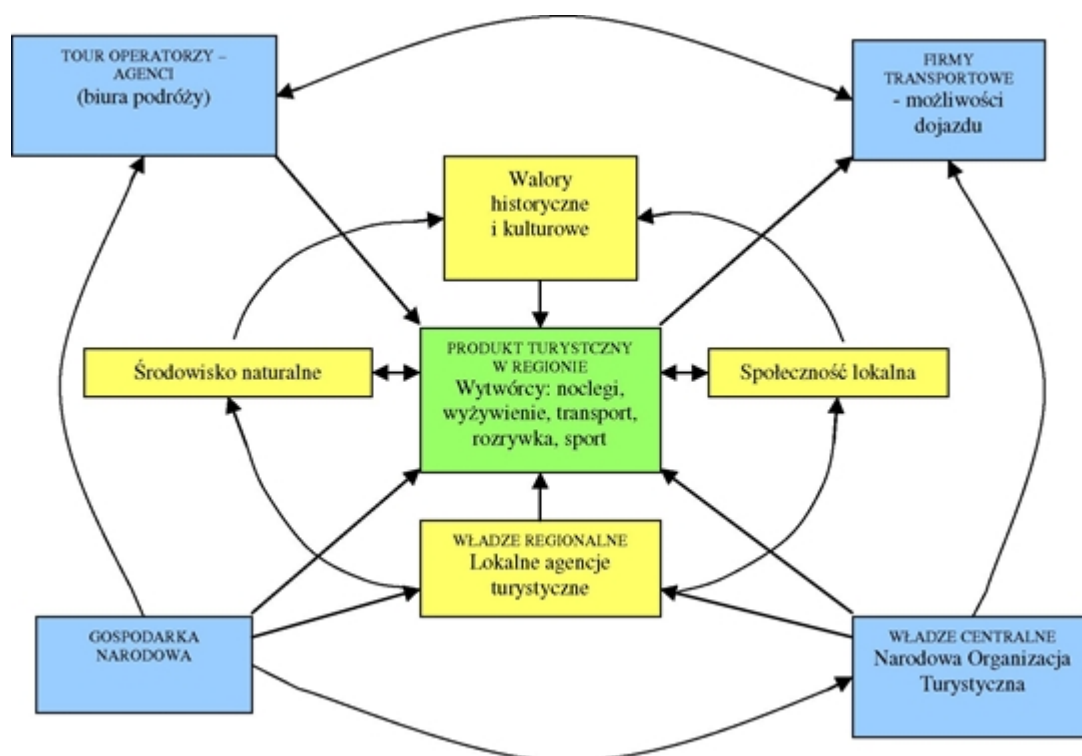 TOUR OPERATORZY –
AGENCI
(biura podróży)
FIRMY
TRANSPORTOWE
- możliwości
dojazdu
Walory
historyczne
i kulturowe
Środowisko naturalne
PRODUKT TURYSTCZNY
W REGIONIE
Wytwórcy: noclegi,
wyżywienie, transport,
rozrywka, sport
Społeczność lokalna
WŁADZE REGIONALNE
Lokalne agencje
turystyczne
GOSPODARKA
NARODOWA
WŁADZE CENTRALNE
Narodowa Organizacja
Turystyczna